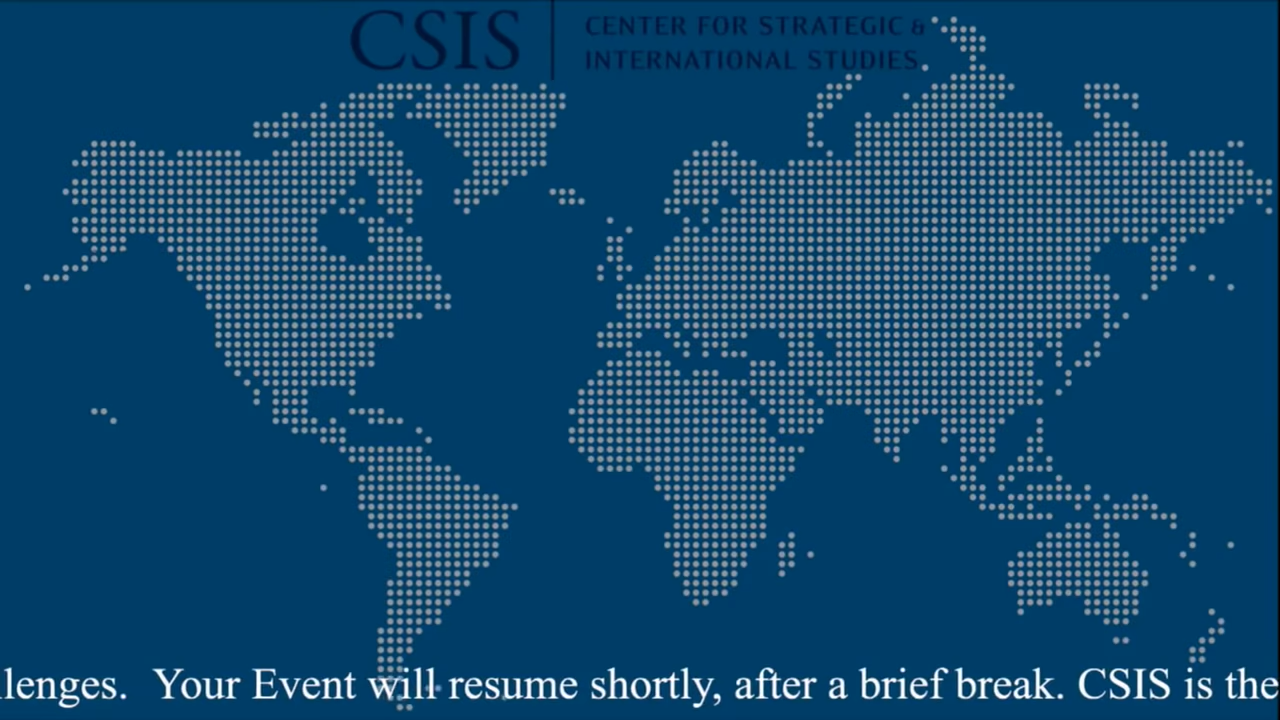 CSIS
CENTER FOR STRATEGIC &
INTERNATIONAL STUDIES
lenges. Your Event will resume shortly, after a brief break. CSIS is the